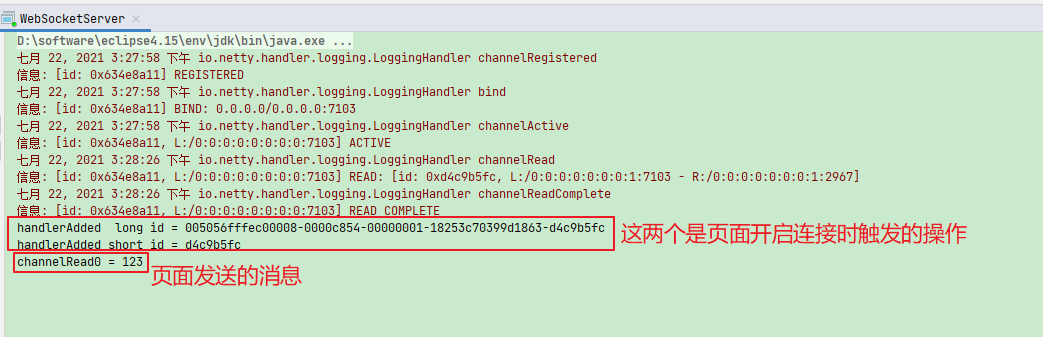 WebSocketServer
D:\software\eclipse4.15\env\jdk\bin\java.exe ...
七月 22, 2021 3:27:58 下午 io.netty.handler.logging.LoggingHandler channelRegistered
信息: [id: 0x634e8a11] REGISTERED
七月 22, 2021 3:27:58 下午 io.netty.handler.logging.LoggingHandler bind
信息: [id: 0x634e8a11] BIND: 0.0.0.0/0.0.0.0:7103
七月 22, 2021 3:27:58 下午 io.netty.handler.logging.LoggingHandler channelActive
信息: [id: 0x634e8a11, L:/0:0:0:0:0:0:0:0:7103] ACTIVE
七月 22, 2021 3:28:26 下午 io.netty.handler.logging.LoggingHandler channelRead
信息: [id: 0x634e8a11, L:/0:0:0:0:0:0:0:0:7103] READ: [id: 0xd4c9b5fc, L:/0:0:0:0:0:0:0:1:7103 - R:/0:0:0:0:0:0:0:1:2967]
七月 22, 2021 3:28:26 下午 io.netty.handler.logging.LoggingHandler channelReadComplete
信息: [id: 0x634e8a11, L:/0:0:0:0:0:0:0:0:7103] READ COMPLETE
handlerAdded  long id = 005056fffec00008-0000c854-00000001-18253c70399d1863-d4c9b5fc
这两个是页面开启连接时触发的操作
handlerAdded short id = d4c9b5fc
channelRead0 = 123
页面发送的消息